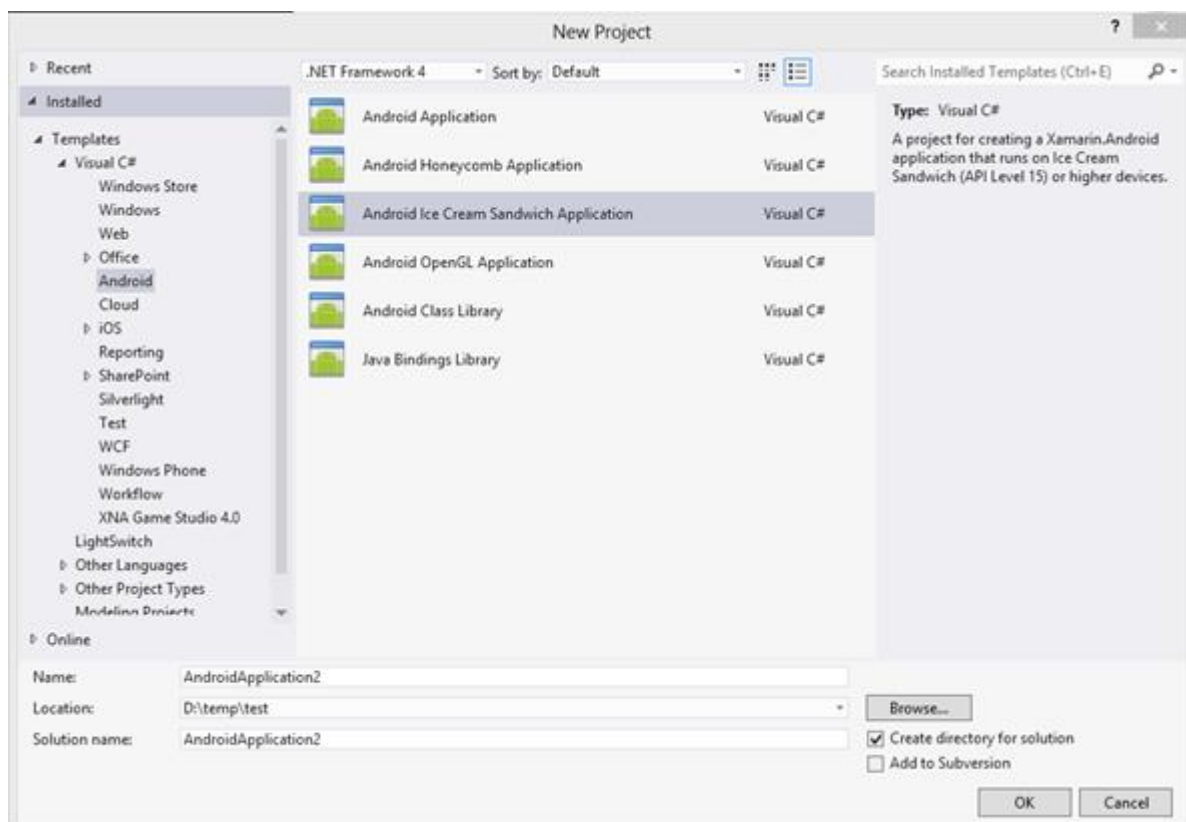 New Project
?
Recent
Installed
Templates
Visual C#
Windows Store
Windows
Web
Office
Android
Cloud
iOS
Reporting
SharePoint
Silverlight
Test
WCF
Windows Phone
Workflow
XNA Game Studio 4.0
LightSwitch
Other Languages
Other Project Types
Modeling Projects
Online
.NET Framework 4 Sort by: Default
Android Application Visual C#
Android Honeycomb Application Visual C#
Android Ice Cream Sandwich Application Visual C#
Android OpenGL Application Visual C#
Android Class Library Visual C#
Java Bindings Library Visual C#
Search Installed Templates (Ctrl+E)
Type: Visual C#
A project for creating a Xamarin.Android
application that runs on Ice Cream
Sandwich (API Level 15) or higher devices.
Name: AndroidApplication2
Location: D:\temp\test
Browse...
Solution name: AndroidApplication2
Create directory for solution
Add to Subversion
OK Cancel